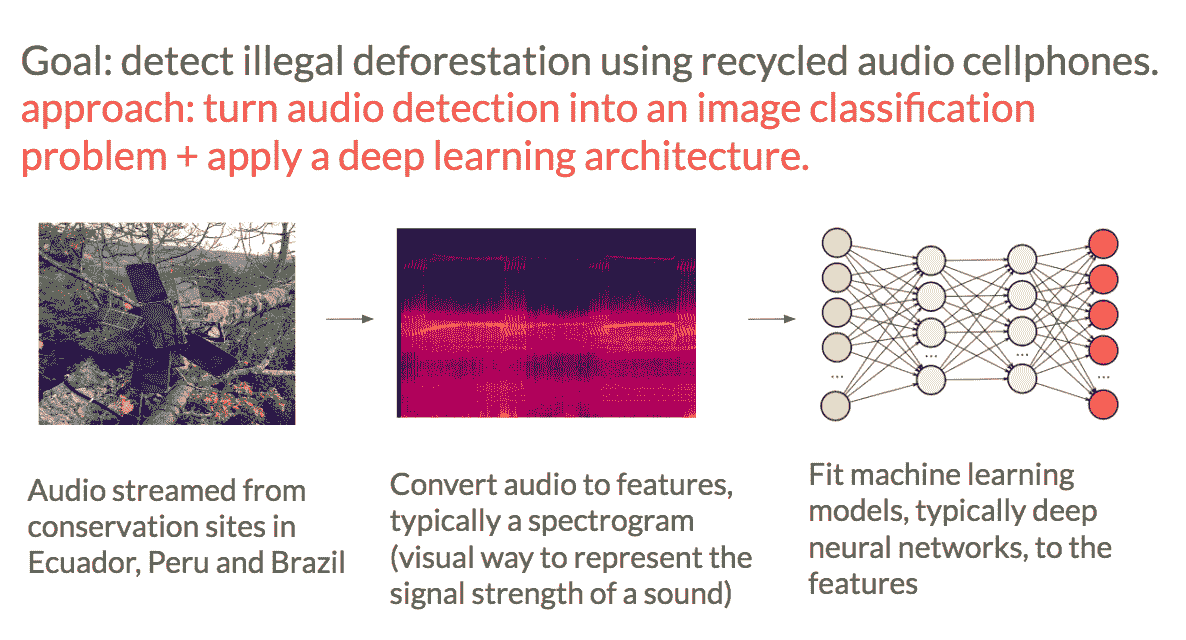 Goal: detect illegal deforestation using recycled audio cellphones.
approach: turn audio detection into an image classification
problem + apply a deep learning architecture.
Audio streamed from
conservation sites in
Ecuador, Peru and Brazil
Convert audio to features,
typically a spectrogram
(visual way to represent the
signal strength of a sound)
Fit machine learning
models, typically deep
neural networks, to the
features